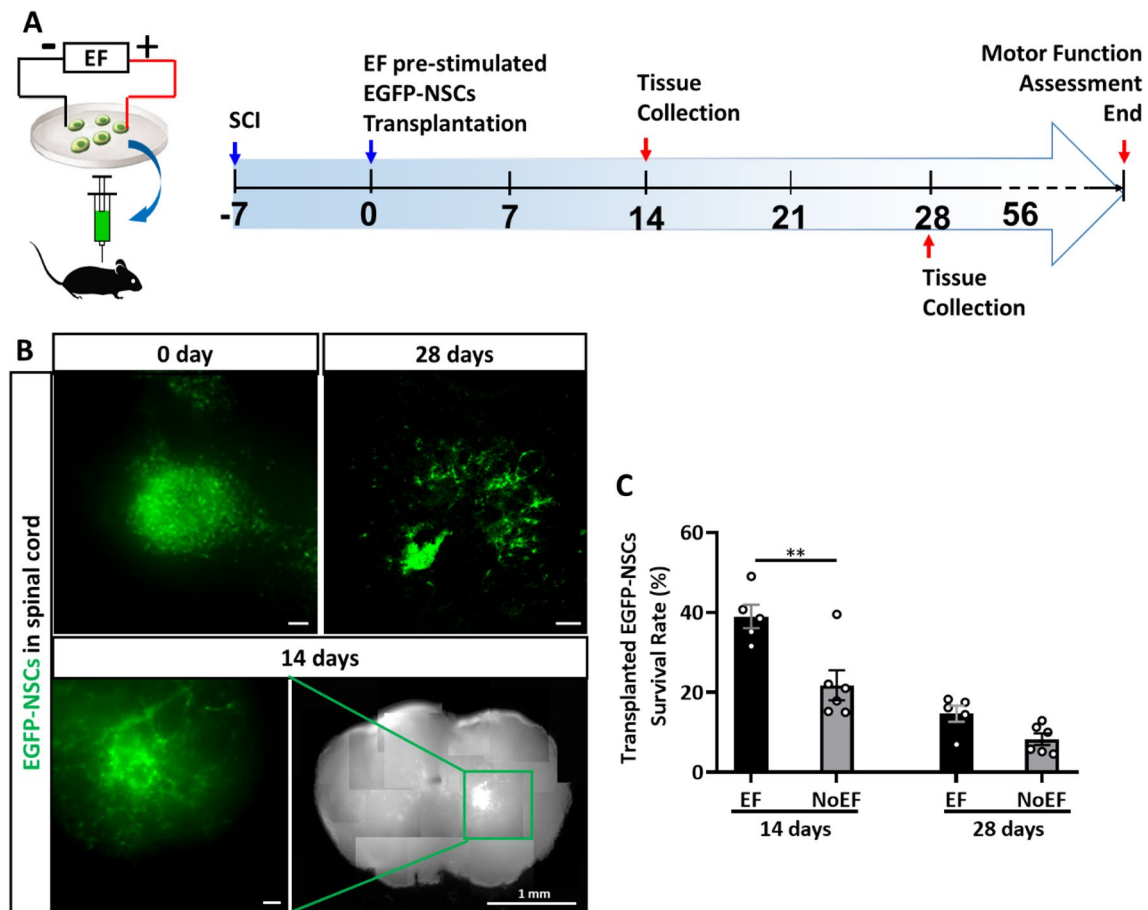 A
- EF +
SCI
EF pre-stimulated
EGFP-NSCs
Transplantation
Tissue
Collection
Motor Function
Assessment
End
-7 0 7 14 21 28 56
Tissue
Collection
B
0 day 28 days
EGFP-NSCs in spinal cord
14 days
1 mm
C
Transplanted EGFP-NSCs
Survival Rate (%)
60
40
20
0
**
EF NoEF EF NoEF
14 days 28 days